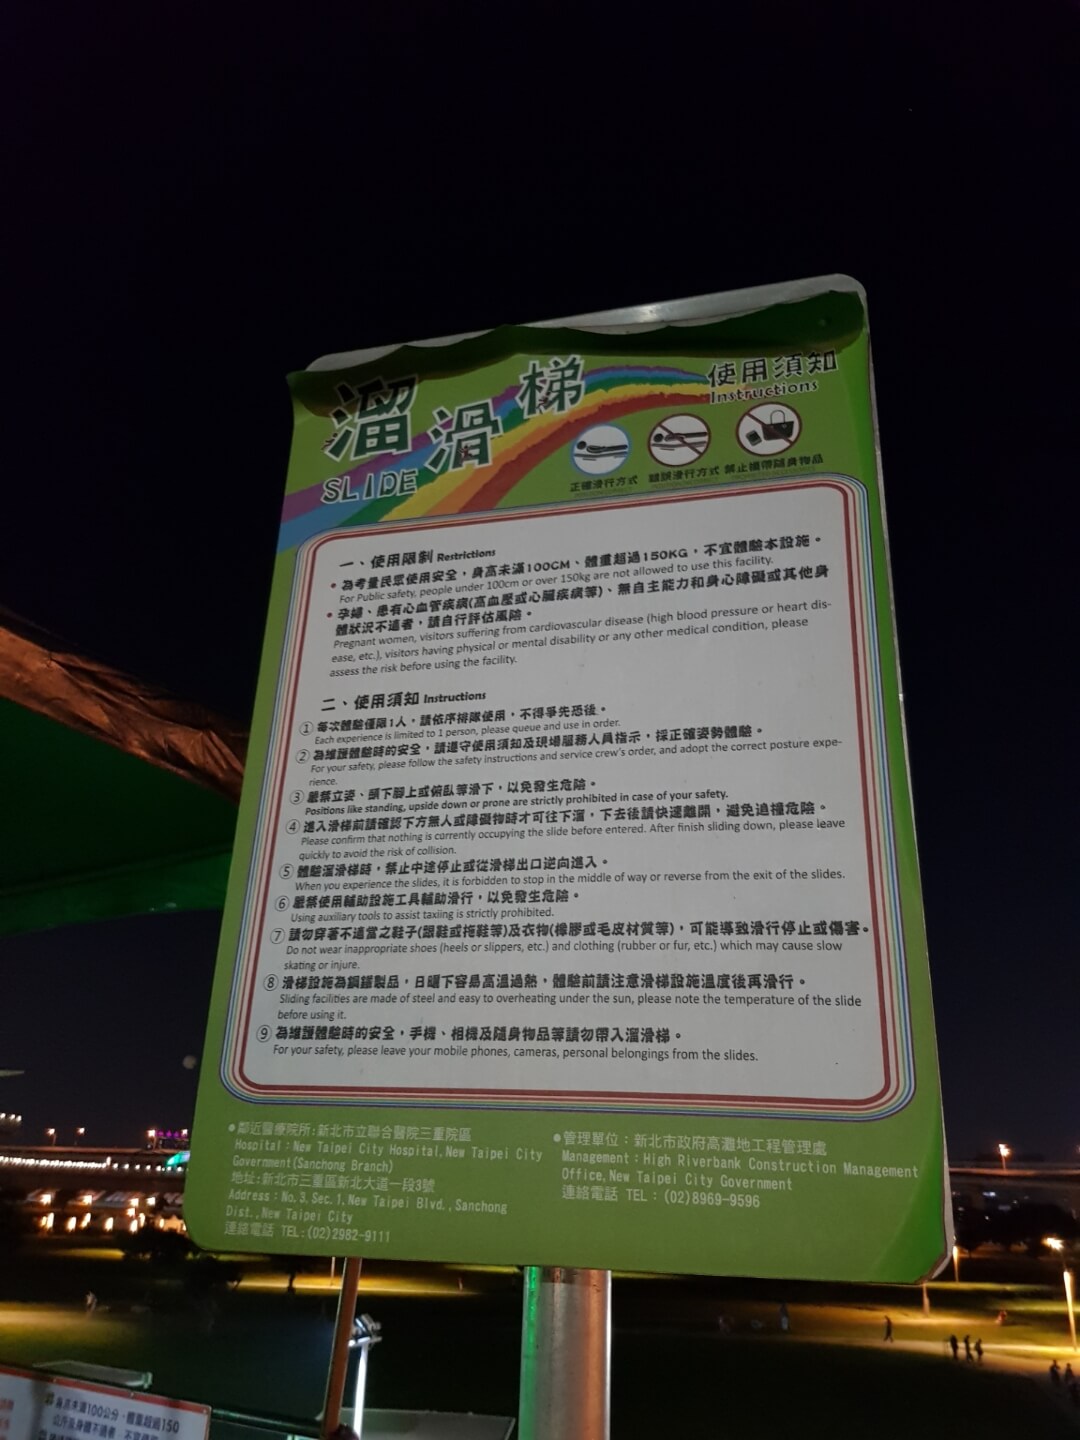 溜滑梯
SLIDE
使用須知
Instructions
正確滑行方式 錯誤滑行方式 禁止攜帶隨身物品
一、使用限制 Restrictions
• 為考量民眾使用安全，身高未滿100CM、體重超過150KG，不宜體驗本設施。
For Public safety, people under 100cm or over 150kg are not allowed to use this facility.
• 孕婦、患有心血管疾病(高血壓或心臟疾病等)、無自主能力和身心障礙或其他身
體狀況不適者，請自行評估風險。
Pregnant women, visitors suffering from cardiovascular disease (high blood pressure or heart dis-
ease, etc.), visitors having physical or mental disability or any other medical condition, please
assess the risk before using the facility.
二、使用須知 Instructions
① 每次體驗僅限1人，請依序排隊使用，不得爭先恐後。
Each experience is limited to 1 person, please queue and use in order.
② 為維護體驗時的安全，請遵守使用須知及現場服務人員指示，採正確姿勢體驗。
For your safety, please follow the safety instructions and service crew's order, and adopt the correct posture expe-
rience.
③ 嚴禁立姿、頭下腳上或俯臥等滑下，以免發生危險。
Positions like standing, upside down or prone are strictly prohibited in case of your safety.
④ 進入滑梯前請確認下方無人或障礙物時才可往下溜，下去後請快速離開，避免追撞危險。
Please confirm that nothing is currently occupying the slide before entered. After finish sliding down, please leave
quickly to avoid the risk of collision.
⑤ 體驗溜滑梯時，禁止中途停止或從滑梯出口逆向進入。
When you experience the slides, it is forbidden to stop in the middle of way or reverse from the exit of the slides.
⑥ 嚴禁使用輔助設施工具輔助滑行，以免發生危險。
Using auxiliary tools to assist taxiing is strictly prohibited.
⑦ 請勿穿著不適當之鞋子(跟鞋或拖鞋等)及衣物(橡膠或毛皮材質等)，可能導致滑行停止或傷害。
Do not wear inappropriate shoes (heels or slippers, etc.) and clothing (rubber or fur, etc.) which may cause slow
skating or injure.
⑧ 滑梯設施為鋼鐵製品，日曬下容易高溫過熱，體驗前請注意滑梯設施溫度後再滑行。
Sliding facilities are made of steel and easy to overheating under the sun, please note the temperature of the slide
before using it.
⑨ 為維護體驗時的安全，手機、相機及隨身物品等請勿帶入溜滑梯。
For your safety, please leave your mobile phones, cameras, personal belongings from the slides.
●鄰近醫療院所:新北市立聯合醫院三重院區
Hospital：New Taipei City Hospital,New Taipei City
Government(Sanchong Branch)
地址:新北市三重區新北大道一段3號
Address：No.3,Sec.1,New Taipei Blvd.,Sanchong
Dist.,New Taipei City
連絡電話 TEL:(02)2982-9111
●管理單位：新北市政府高灘地工程管理處
Management：High Riverbank Construction Management
Office,New Taipei City Government
連絡電話 TEL：(02)8969-9596
身高未滿100公分、體重超過150
公斤及身體不適者